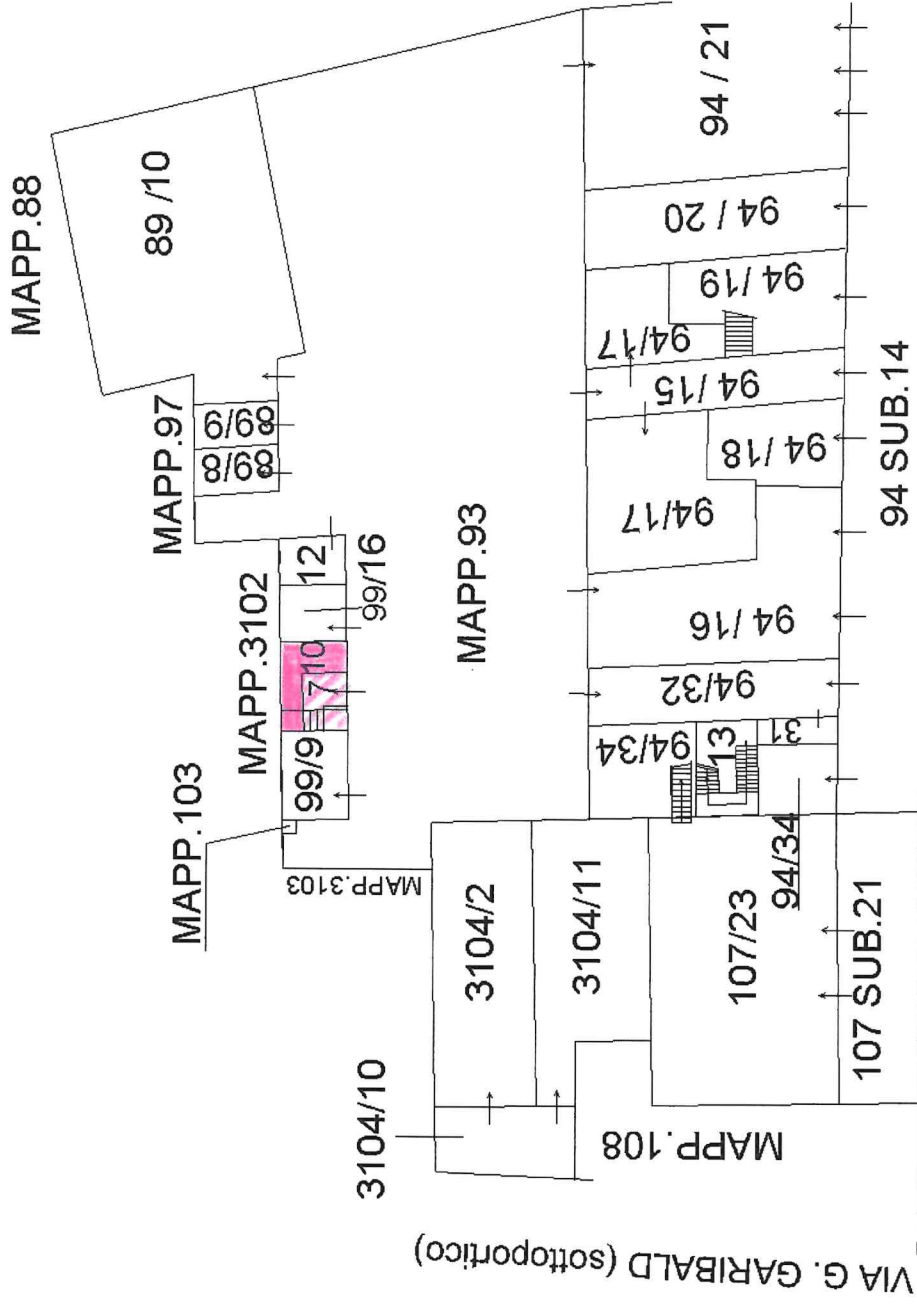 MAPP.88
89 /10
MAPP.97
89/9
89/8
MAPP.3102
12
99/16
10
7
99/9
MAPP.103
MAPP.3103
MAPP.93
94 / 21
94 / 20
94 /19
94/17
94 /15
94 /18
94/17
94 /16
94/32
94/34
13
31
94/34
94 SUB.14
3104/2
3104/11
3104/10
107/23
107 SUB.21
MAPP.108
VIA G. GARIBALD (sottoportico)